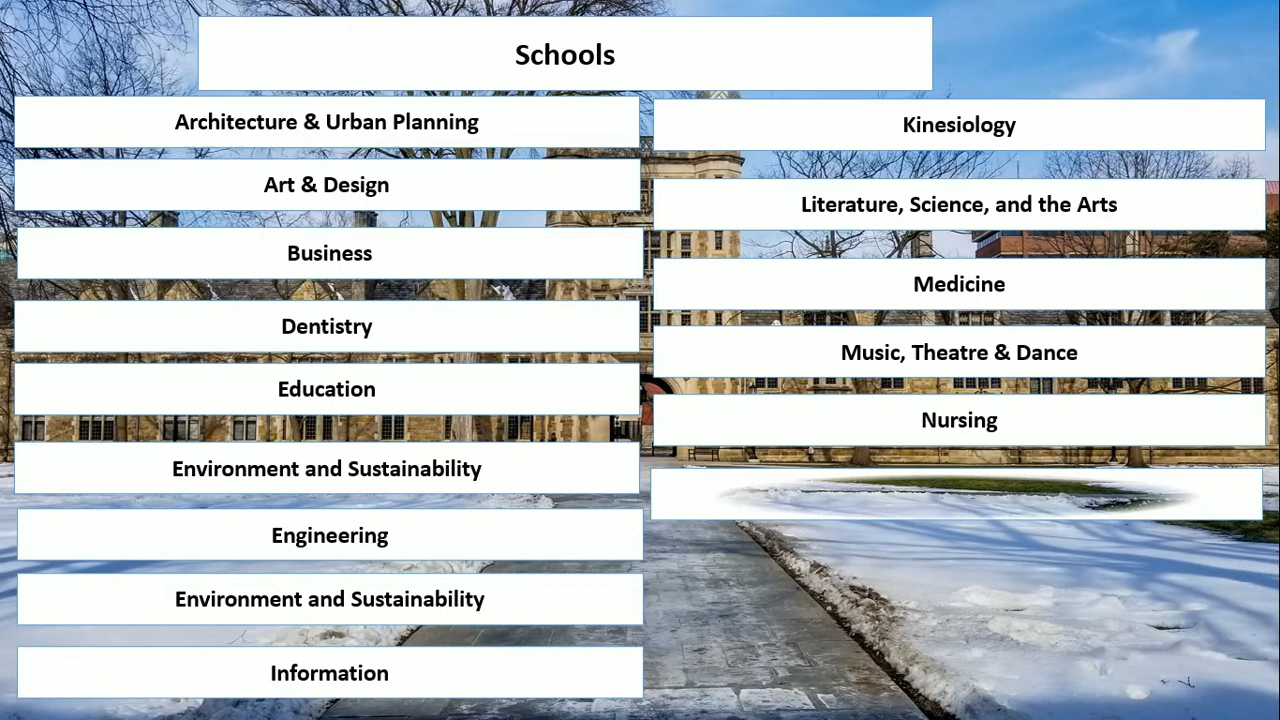 Schools
Architecture & Urban Planning
Art & Design
Business
Dentistry
Education
Environment and Sustainability
Engineering
Environment and Sustainability
Information
Kinesiology
Literature, Science, and the Arts
Medicine
Music, Theatre & Dance
Nursing